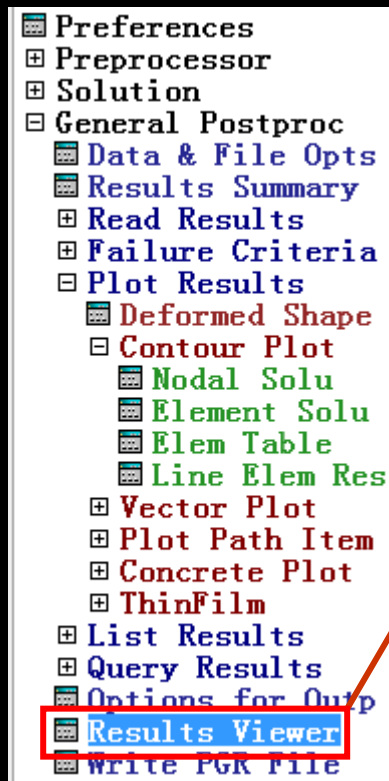 Preferences
Preprocessor
Solution
General Postproc
Data & File Opts
Results Summary
Read Results
Failure Criteria
Plot Results
Deformed Shape
Contour Plot
Nodal Solu
Element Solu
Elem Table
Line Elem Res
Vector Plot
Plot Path Item
Concrete Plot
ThinFilm
List Results
Query Results
Options for Outp
Results Viewer
Write PGR File